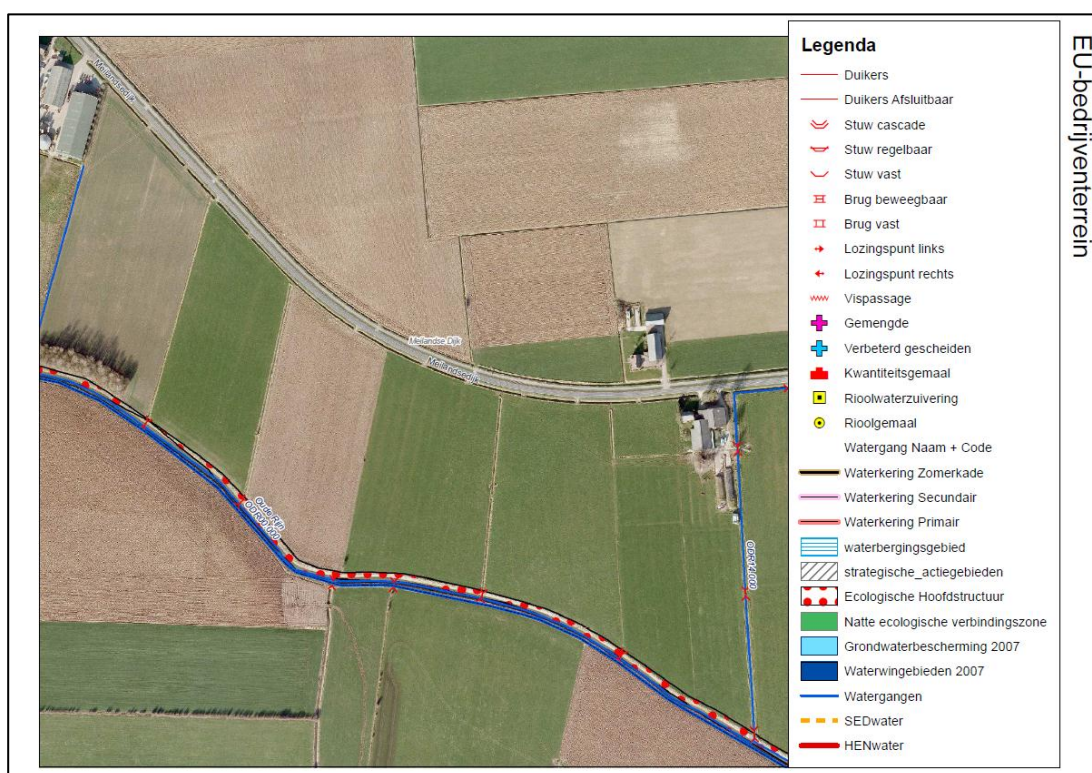 EU-bedrijventerrein
Legenda
Duikers
Duikers Afsluitbaar
Stuw cascade
Stuw regelbaar
Stuw vast
Brug beweegbaar
Brug vast
Lozingspunt links
Lozingspunt rechts
Vispassage
Gemengde
Verbeterd gescheiden
Kwantiteitsgemaal
Rioolwaterzuivering
Rioolgemaal
Watergang Naam + Code
Waterkering Zomerkade
Waterkering Secundair
Waterkering Primair
waterbergingsgebied
strategische_actiegebieden
Ecologische Hoofdstructuur
Natte ecologische verbindingszone
Grondwaterbescherming 2007
Waterwingebieden 2007
Watergangen
SEDwater
HENwater
Meilandsedijk
Meilandse Dijk
Meilandsedijk
Oude Rijn